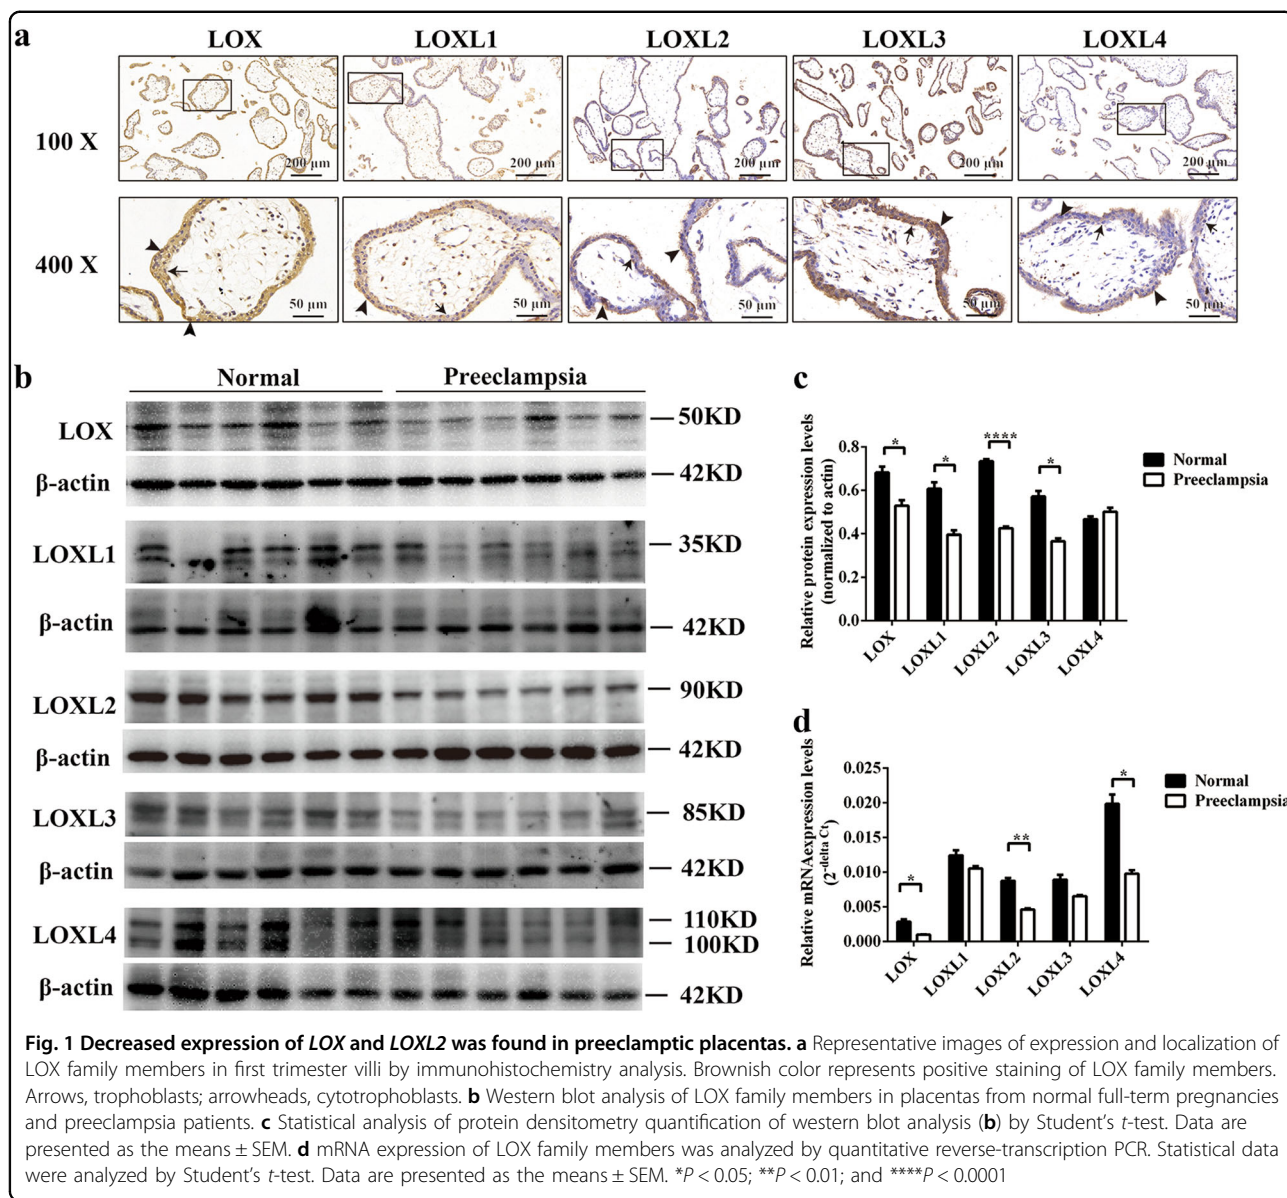 a
LOX LOXL1 LOXL2 LOXL3 LOXL4
100 X
200 μm 200 μm 200 μm 200 μm 200 μm
400 X
50 μm 50 μm 50 μm 50 μm 50 μm
b
Normal Preeclampsia
LOX 50KD
β-actin 42KD
LOXL1 35KD
β-actin 42KD
LOXL2 90KD
β-actin 42KD
LOXL3 85KD
β-actin 42KD
LOXL4 110KD
100KD
β-actin 42KD
c
Relative protein expression levels
(normalized to actin)
0.8
0.6
0.4
0.2
0.0
* * **** *
Normal
Preeclampsia
LOX LOXL1 LOXL2 LOXL3 LOXL4
d
Relative mRNAexpression levels
(2^-delta Ct)
0.025
0.020
0.015
0.010
0.005
0.000
* ** *
Normal
Preeclampsia
LOX LOXL1 LOXL2 LOXL3 LOXL4
Fig. 1 Decreased expression of LOX and LOXL2 was found in preeclamptic placentas. a Representative images of expression and localization of
LOX family members in first trimester villi by immunohistochemistry analysis. Brownish color represents positive staining of LOX family members.
Arrows, trophoblasts; arrowheads, cytotrophoblasts. b Western blot analysis of LOX family members in placentas from normal full-term pregnancies
and preeclampsia patients. c Statistical analysis of protein densitometry quantification of western blot analysis (b) by Student's t-test. Data are
presented as the means ± SEM. d mRNA expression of LOX family members was analyzed by quantitative reverse-transcription PCR. Statistical data
were analyzed by Student's t-test. Data are presented as the means ± SEM. *P < 0.05; **P < 0.01; and ****P < 0.0001